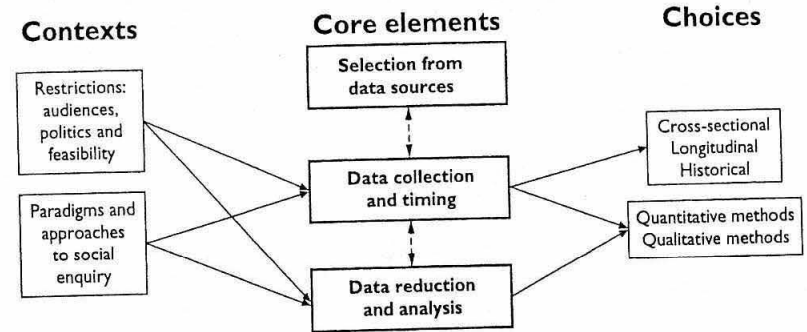 Contexts
Core elements
Choices
Restrictions:
audiences,
politics and
feasibility
Paradigms and
approaches
to social
enquiry
Selection from
data sources
Data collection
and timing
Data reduction
and analysis
Cross-sectional
Longitudinal
Historical
Quantitative methods
Qualitative methods